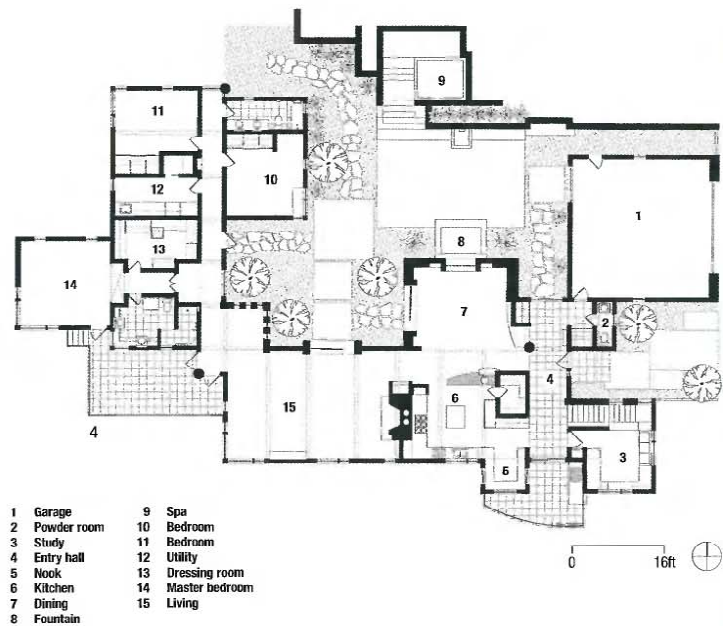 9
11
10
12
1
13
8
14
7
2
4
15
6
3
5
4
0 16ft
1 Garage
2 Powder room
3 Study
4 Entry hall
5 Nook
6 Kitchen
7 Dining
8 Fountain
9 Spa
10 Bedroom
11 Bedroom
12 Utility
13 Dressing room
14 Master bedroom
15 Living